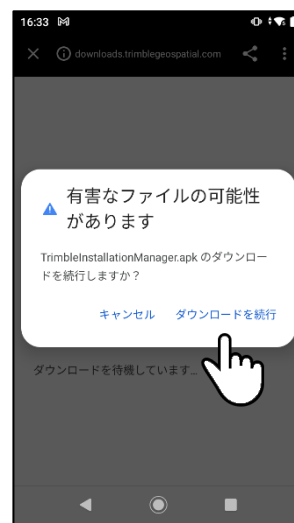 16:33
downloads.trimblegeospatial.com
有害なファイルの可能性
があります
TrimbleInstallationManager.apk のダウンロー
ドを続行しますか？
キャンセル ダウンロードを続行
ダウンロードを待機しています...